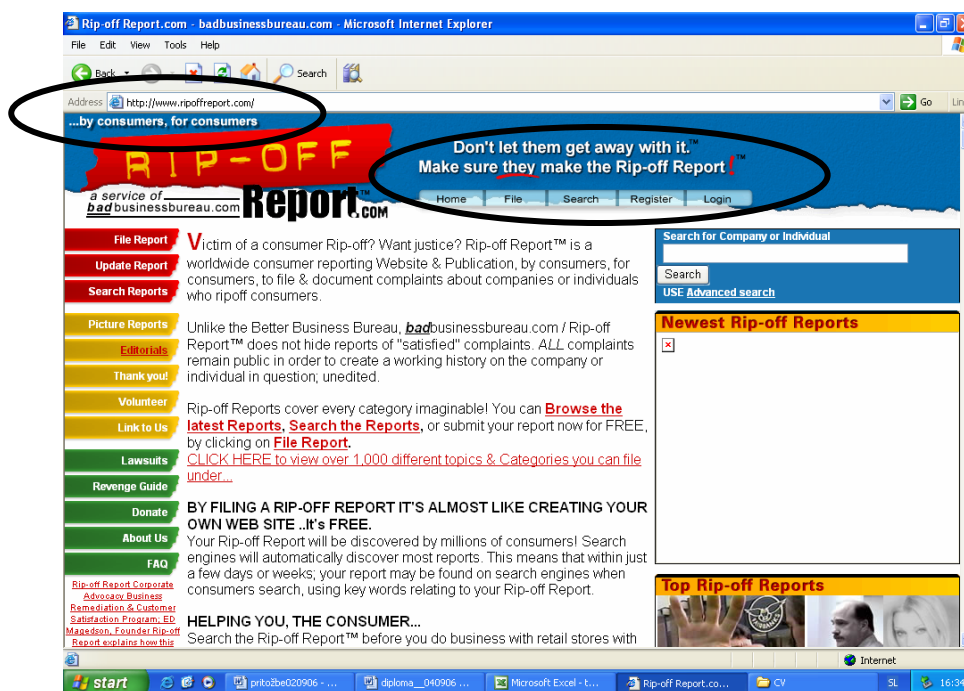 Rip-off Report.com - badbusinessbureau.com - Microsoft Internet Explorer
File Edit View Tools Help
Back Search
Address http://www.ripoffreport.com/ Go Lin
...by consumers, for consumers
RIP-OFF
Report.COM
a service of
badbusinessbureau.com
Don't let them get away with it.™
Make sure they make the Rip-off Report!™
Home File Search Register Login
File Report
Update Report
Search Reports
Picture Reports
Editorials
Thank you!
Volunteer
Link to Us
Lawsuits
Revenge Guide
Donate
About Us
FAQ
Rip-off Report Corporate
Advocacy Business
Remediation & Customer
Satisfaction Program; ED
Magedson, Founder Rip-off
Report explains how this
Victim of a consumer Rip-off? Want justice? Rip-off Report™ is a
worldwide consumer reporting Website & Publication, by consumers, for
consumers, to file & document complaints about companies or individuals
who ripoff consumers.
Unlike the Better Business Bureau, badbusinessbureau.com / Rip-off
Report™ does not hide reports of "satisfied" complaints. ALL complaints
remain public in order to create a working history on the company or
individual in question; unedited.
Rip-off Reports cover every category imaginable! You can Browse the
latest Reports, Search the Reports, or submit your report now for FREE,
by clicking on File Report.
CLICK HERE to view over 1,000 different topics & Categories you can file
under...
BY FILING A RIP-OFF REPORT IT'S ALMOST LIKE CREATING YOUR
OWN WEB SITE ..It's FREE.
Your Rip-off Report will be discovered by millions of consumers! Search
engines will automatically discover most reports. This means that within just
a few days or weeks; your report may be found on search engines when
consumers search, using key words relating to your Rip-off Report.
HELPING YOU, THE CONSUMER...
Search the Rip-off Report™ before you do business with retail stores with
Search for Company or Individual
Search
USE Advanced search
Newest Rip-off Reports
Top Rip-off Reports
Internet
start pritožbe020906 - ... diploma__040906 ... Microsoft Excel - t... Rip-off Report.co... CV SL 16:34